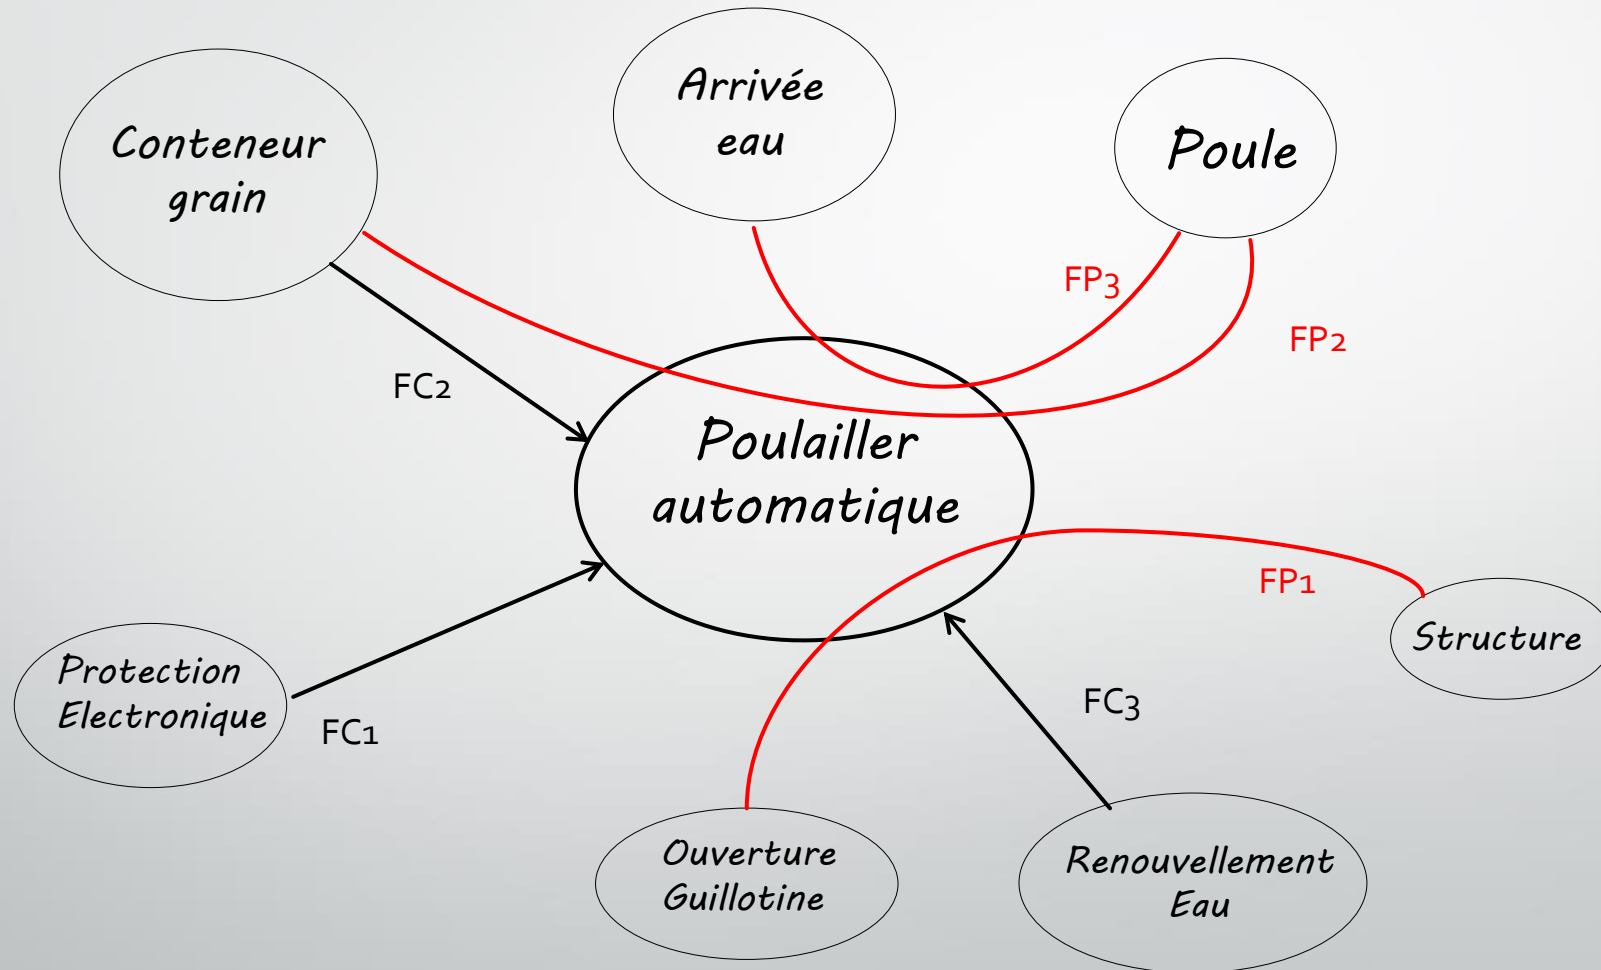 Conteneur
grain
Arrivée
eau
Poule
FP3
FP2
FC2
Poulailler
automatique
FP1
Structure
Protection
Electronique
FC1
FC3
Ouverture
Guillotine
Renouvellement
Eau